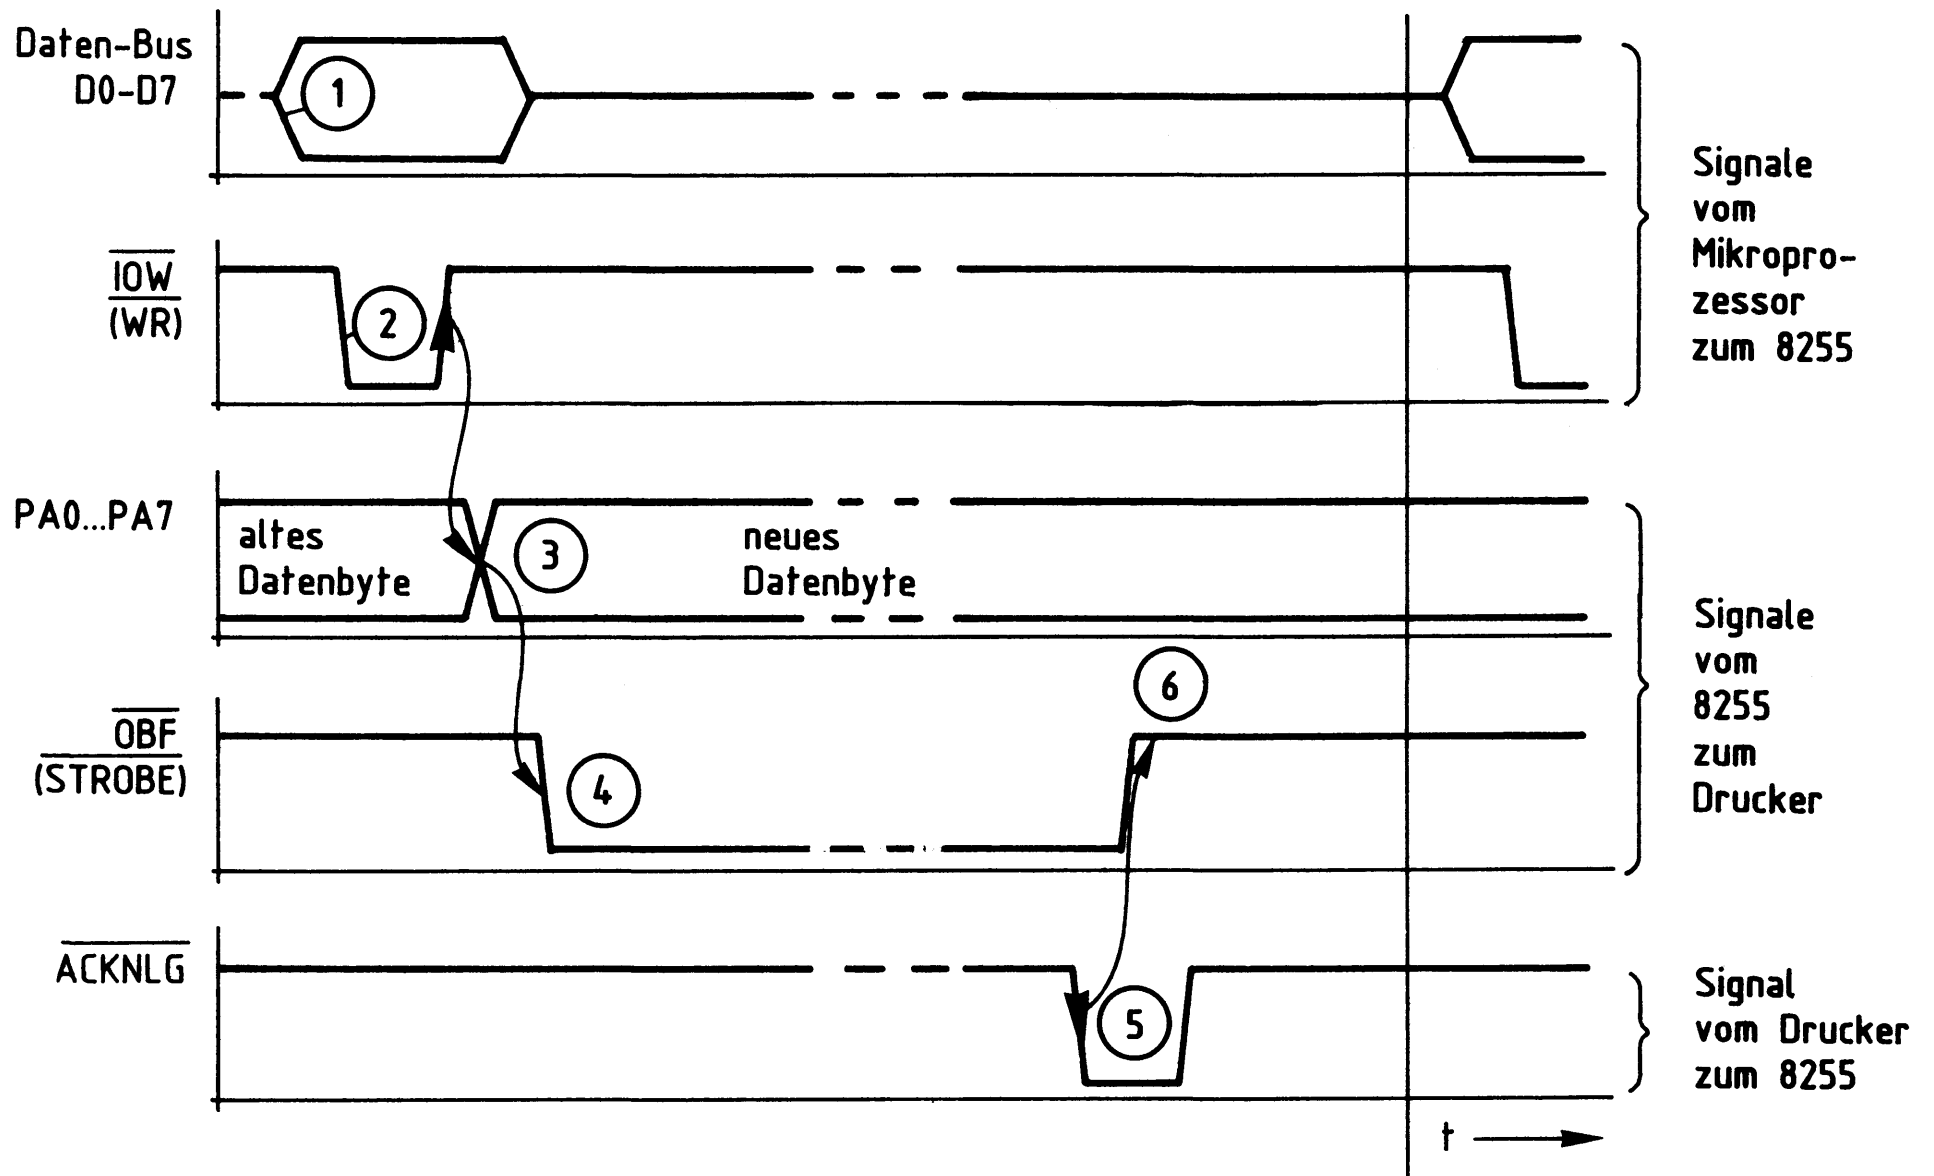 Daten-Bus
D0-D7
1
IOW
(WR)
2
PA0...PA7
altes
Datenbyte
3
neues
Datenbyte
OBF
(STROBE)
4
6
ACKNLG
5
Signale
vom
Mikropro-
zessor
zum 8255
Signale
vom
8255
zum
Drucker
Signal
vom Drucker
zum 8255
t